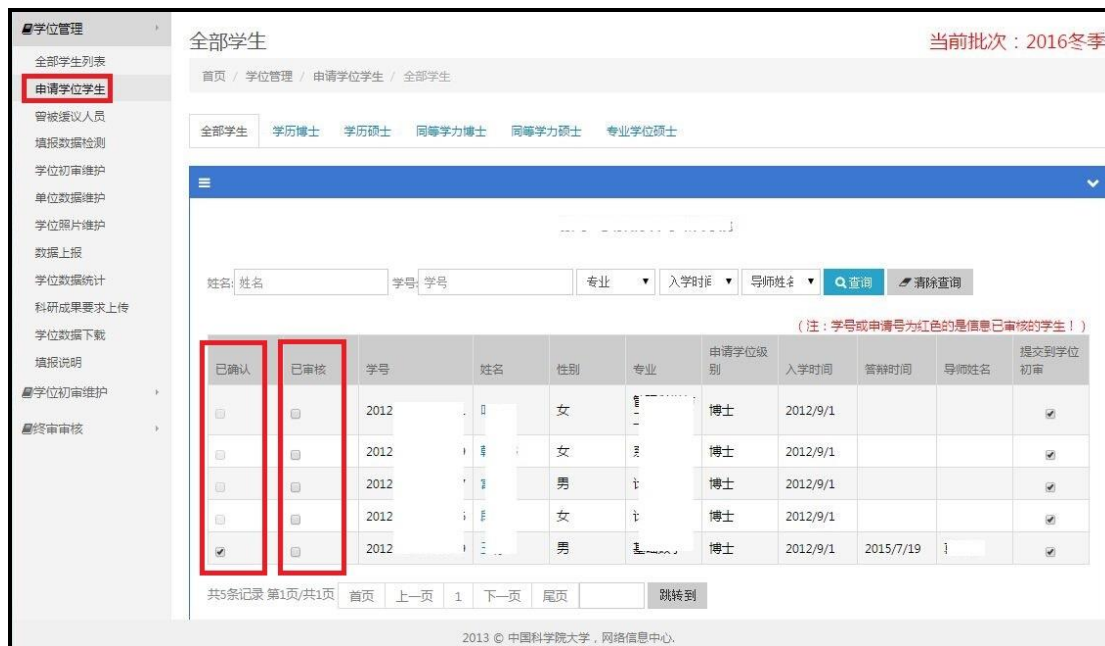 学位管理
全部学生列表
申请学位学生
曾被缓议人员
填报数据检测
学位初审维护
单位数据维护
学位照片维护
数据上报
学位数据统计
科研成果要求上传
学位数据下载
填报说明
学位初审维护
终审审核
全部学生
当前批次：2016冬季
首页 / 学位管理 / 申请学位学生 / 全部学生
全部学生 学历博士 学历硕士 同等学力博士 同等学力硕士 专业学位硕士
姓名: 姓名 学号: 学号 专业 入学时间 导师姓名 查询 清除查询
（注：学号或申请号为红色的是信息已审核的学生！）
已确认 已审核 学号 姓名 性别 专业 申请学位级别 入学时间 答辩时间 导师姓名 提交到学位初审
2012 女 博士 2012/9/1
2012 女 博士 2012/9/1
2012 男 博士 2012/9/1
2012 女 博士 2012/9/1
2012 男 博士 2012/9/1 2015/7/19
共5条记录 第1页/共1页 首页 上一页 1 下一页 尾页 跳转到
2013 © 中国科学院大学，网络信息中心.